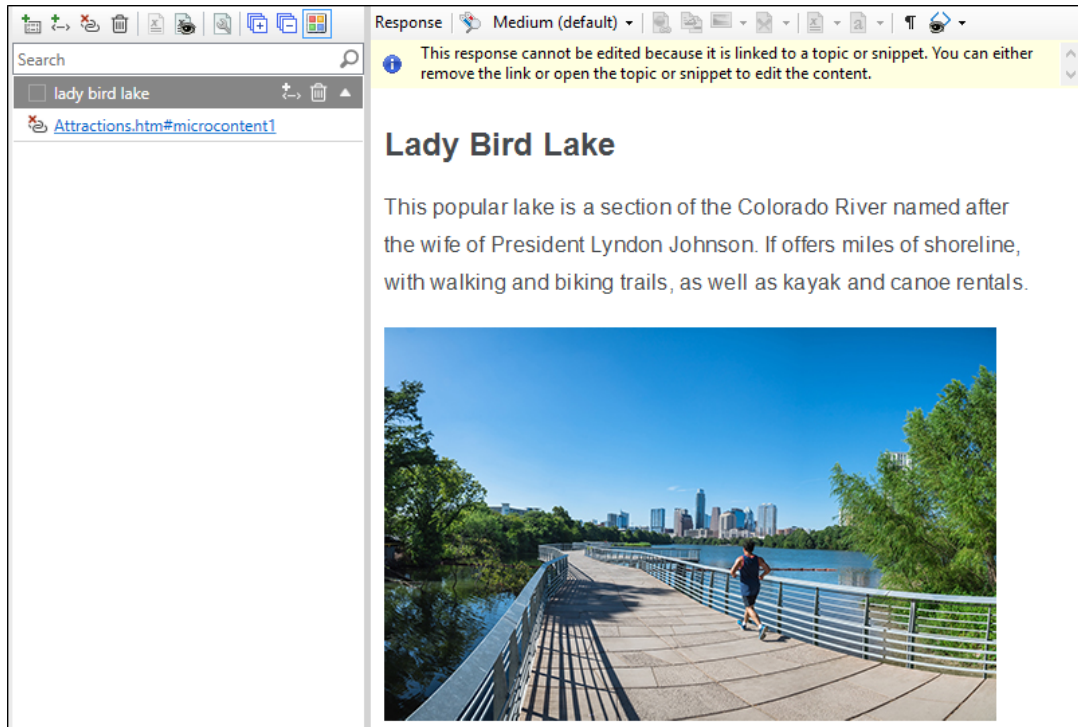 Response Medium (default)
Search
This response cannot be edited because it is linked to a topic or snippet. You can either
remove the link or open the topic or snippet to edit the content.
lady bird lake
Attractions.htm#microcontent1
Lady Bird Lake
This popular lake is a section of the Colorado River named after
the wife of President Lyndon Johnson. If offers miles of shoreline,
with walking and biking trails, as well as kayak and canoe rentals.